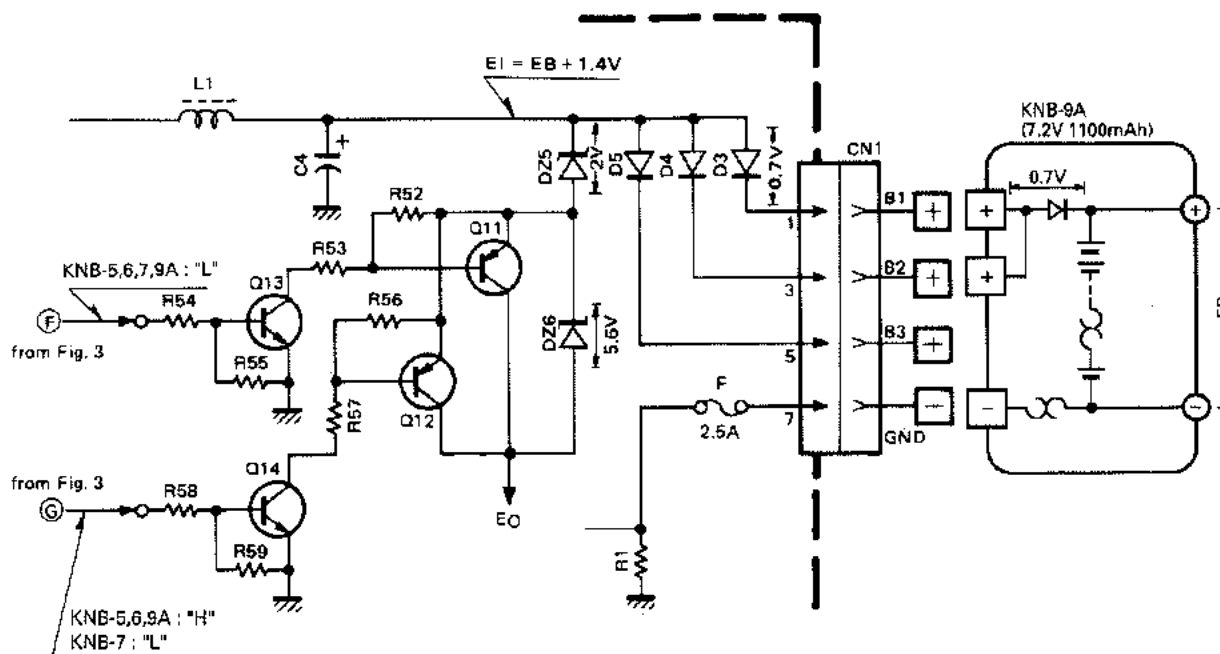 EI = EB + 1.4V
L1
KNB-9A
(7.2V 1100mAh)
C4
+
DZ5
2V
D5
D4
D3
0.7V
CN1
0.7V
R52
B1
+
+
+
1
Q11
R53
KNB-5,6,7,9A : "L"
Q13
B2
+
+
3
R54
R56
F
from Fig. 3
DZ6
5.6V
B3
+
5
R55
F
2.5A
7
GND
−
−
−
Q12
R57
from Fig. 3
Q14
R58
G
EO
R59
R1
KNB-5,6,9A : "H"
KNB-7 : "L"